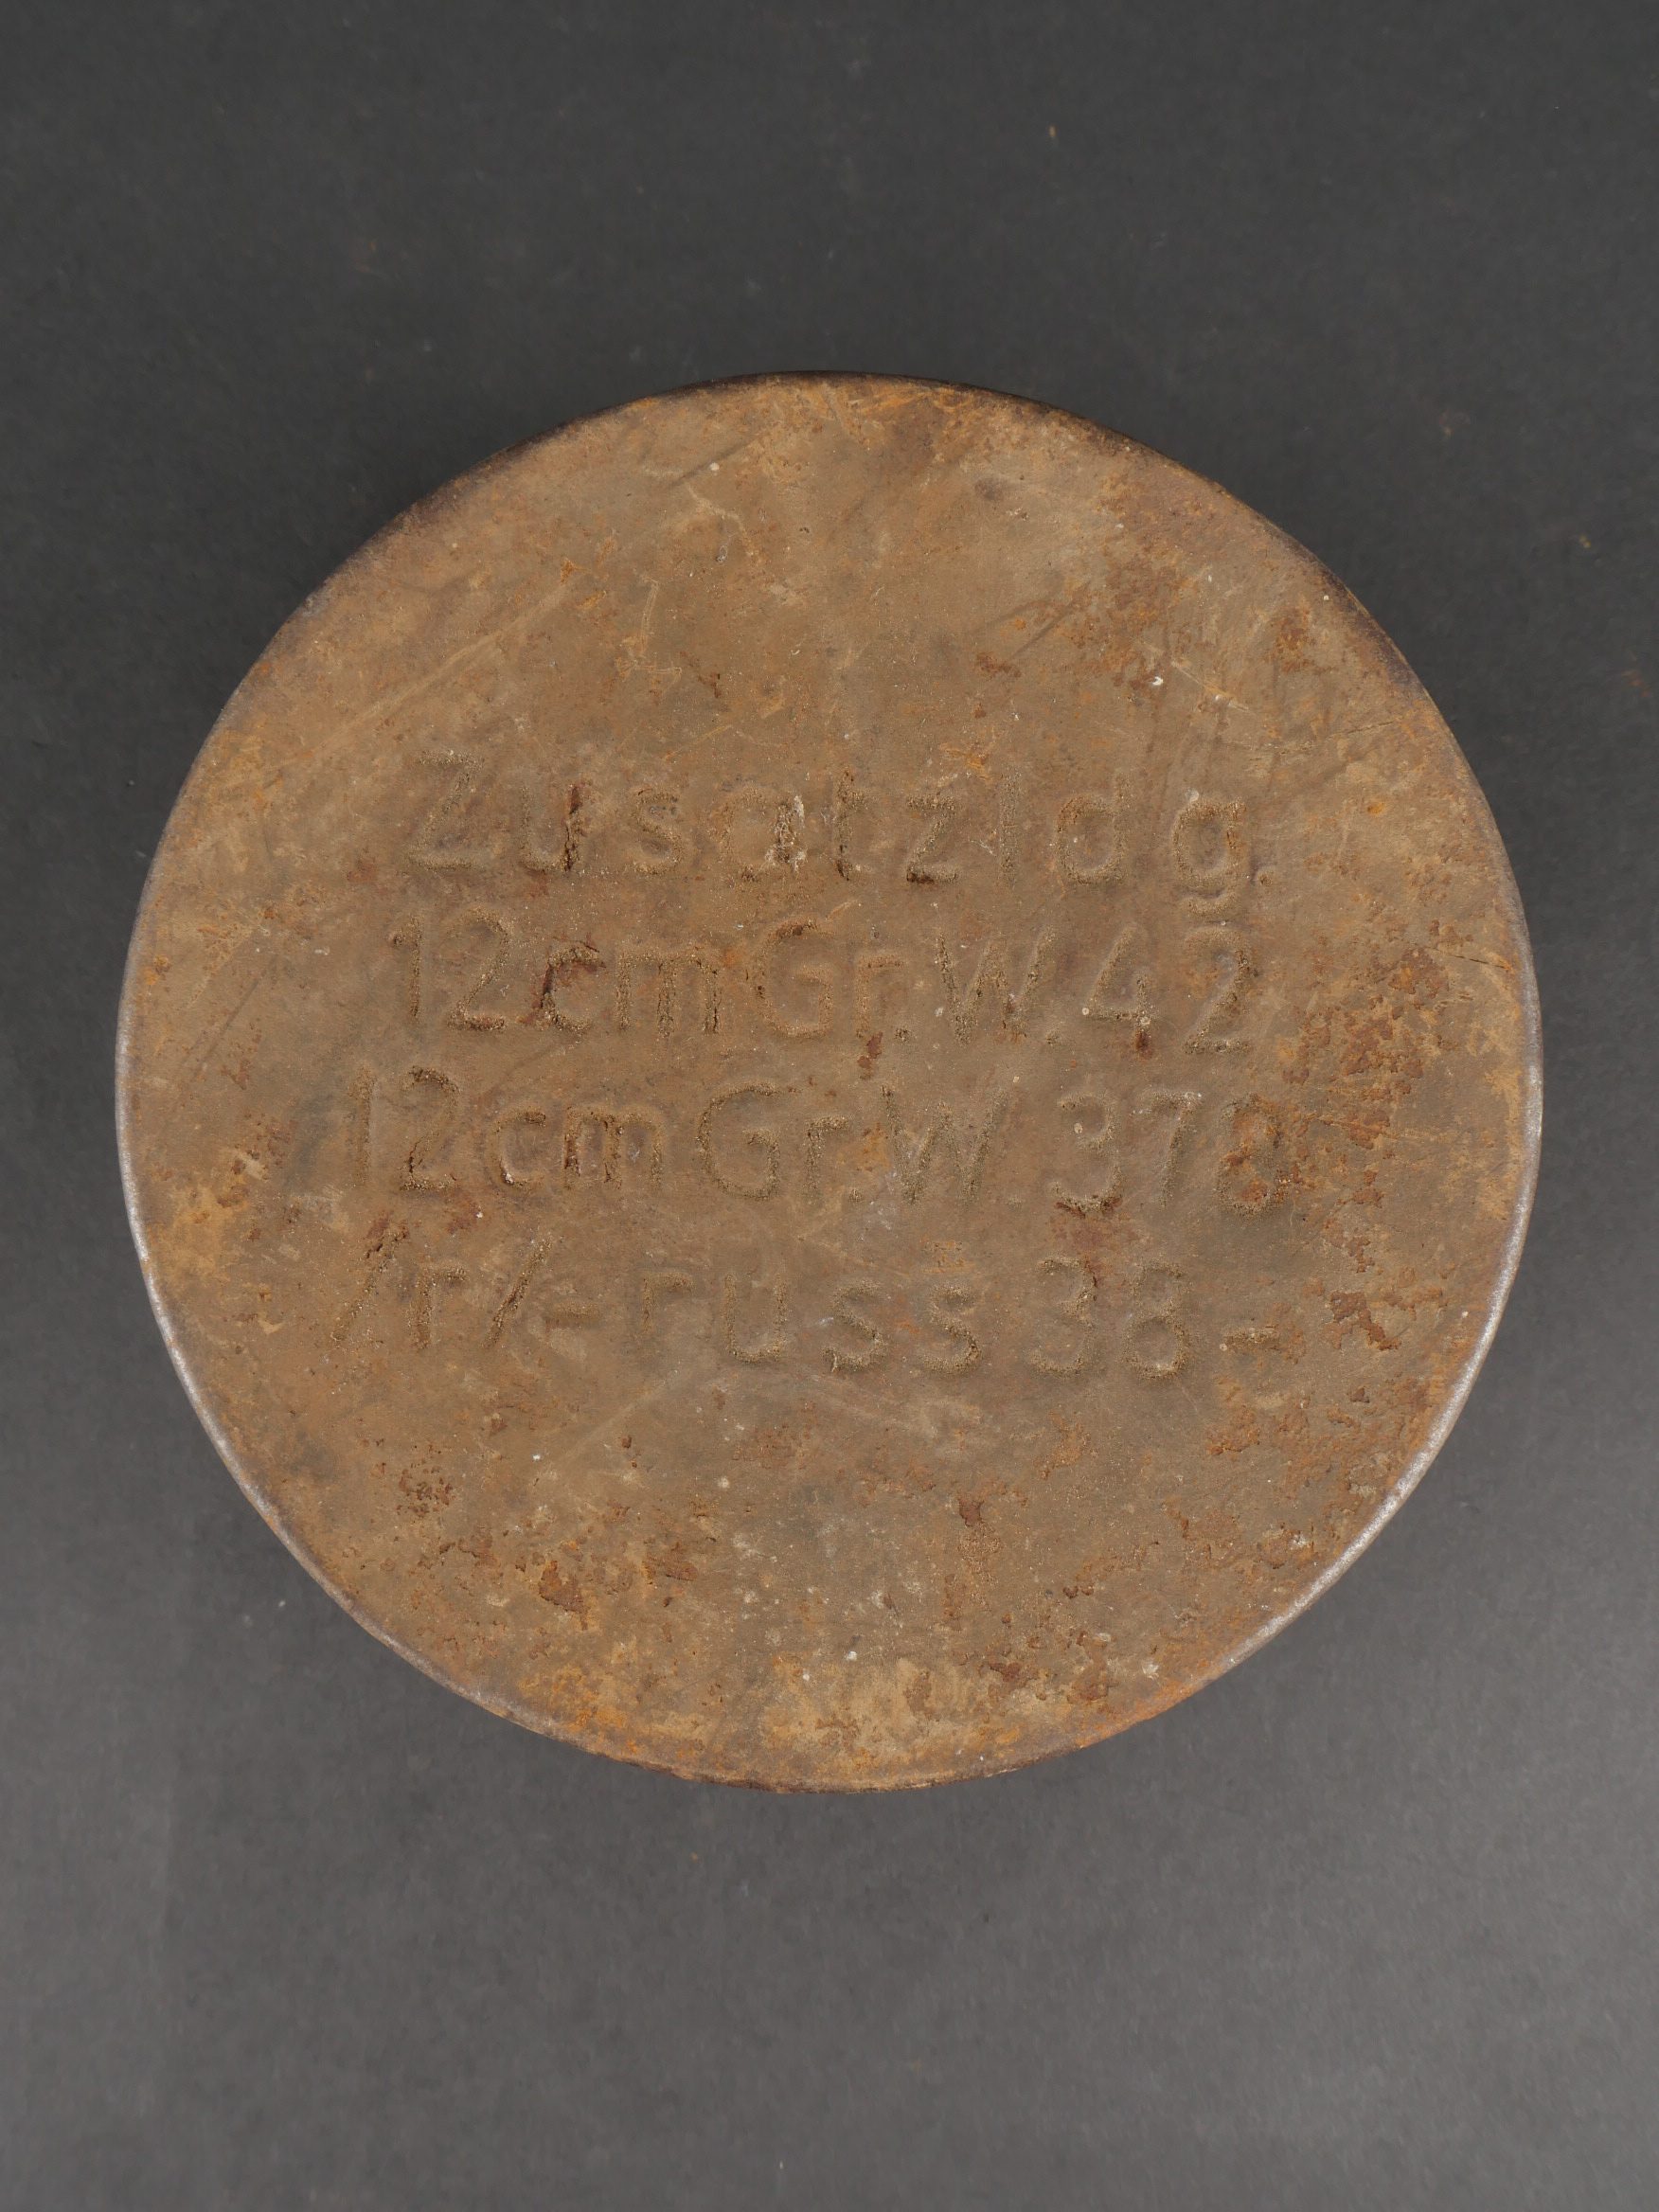 Zusatzldg.
12cm Gr.W. 42
12cm Gr.W. 378
/r/- russ 38 -